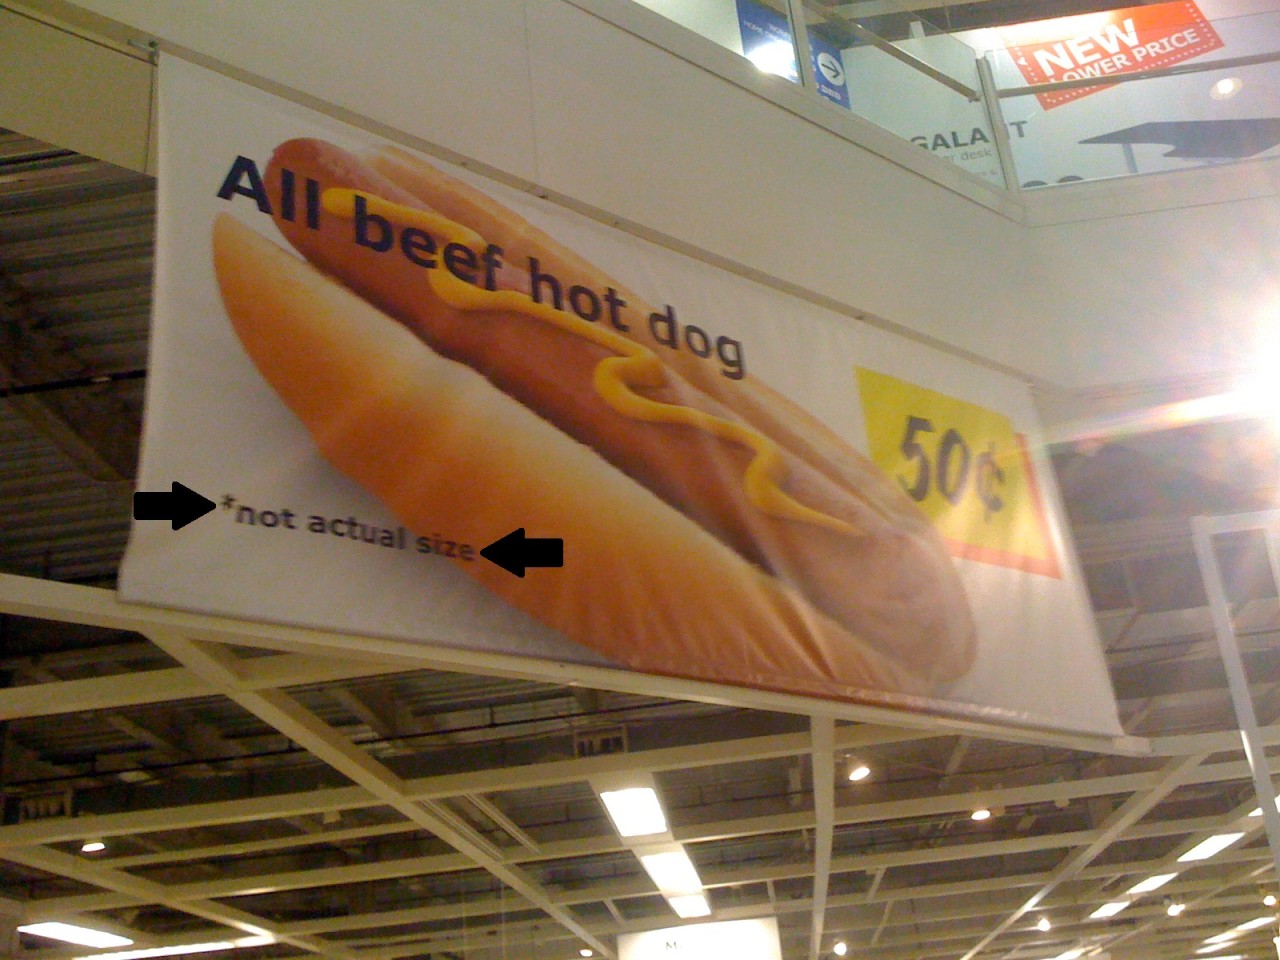 NEW
LOWER PRICE
GALANT
All beef hot dog
50¢
*not actual size